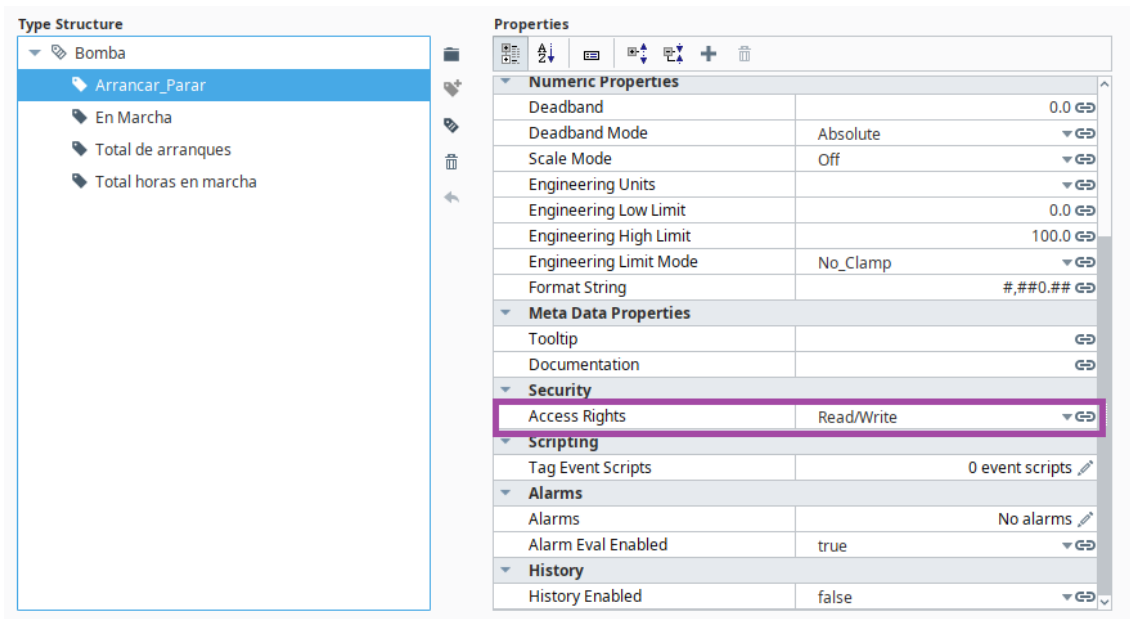 Type Structure
Bomba
Arrancar_Parar
En Marcha
Total de arranques
Total horas en marcha
Properties
Numeric Properties
Deadband 0.0
Deadband Mode Absolute
Scale Mode Off
Engineering Units
Engineering Low Limit 0.0
Engineering High Limit 100.0
Engineering Limit Mode No_Clamp
Format String #,##0.##
Meta Data Properties
Tooltip
Documentation
Security
Access Rights Read/Write
Scripting
Tag Event Scripts 0 event scripts
Alarms
Alarms No alarms
Alarm Eval Enabled true
History
History Enabled false